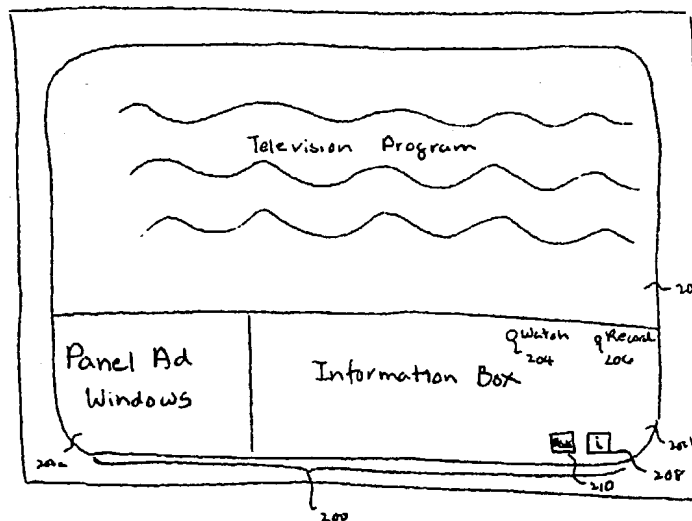 Television Program
Panel Ad
Windows
Information Box
Watch
204
Record
206
i
208
210
200